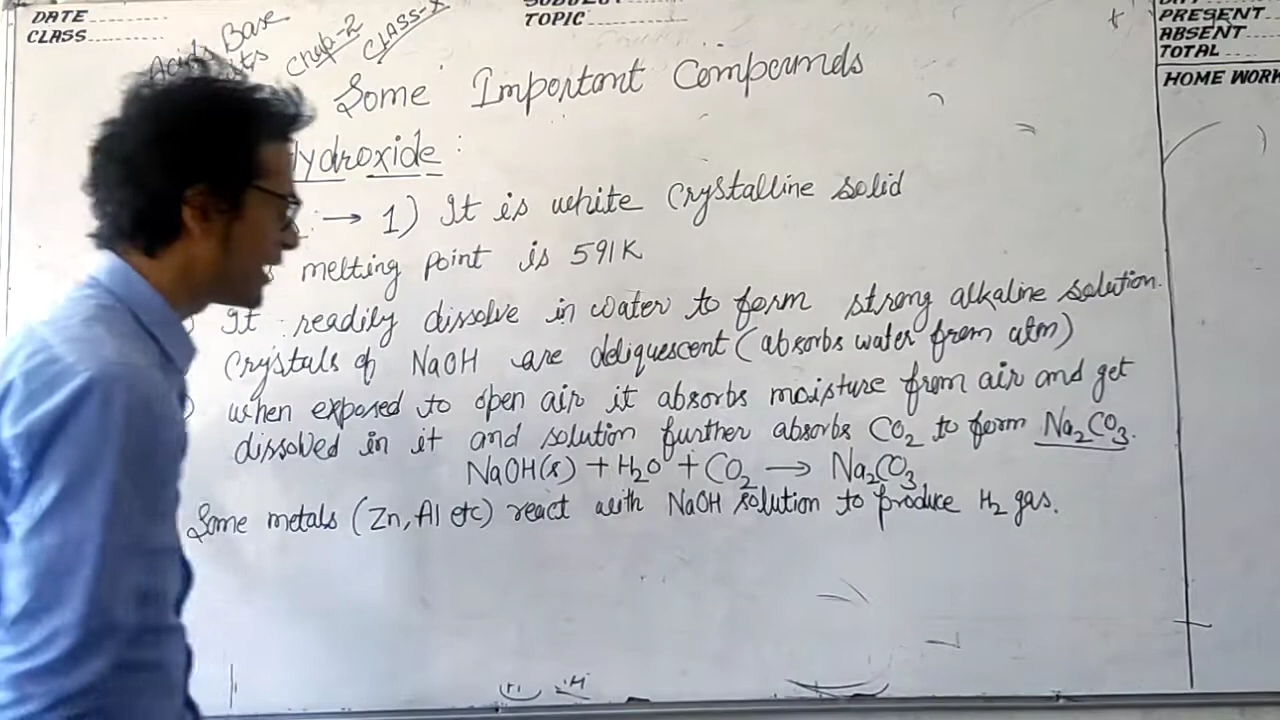 DATE
CLASS
TOPIC
PRESENT
ABSENT
TOTAL
HOME WORK
Acids Base
Chap-2
CLASS-X
Some Important Compounds
Hydroxide :
:→ 1) It is white Crystalline solid
melting point is 591K
It readily dissolve in water to form strong alkaline solution.
Crystals of NaOH are deliquescent (absorbs water from atm)
when exposed to open air it absorbs moisture from air and get
dissolved in it and solution further absorbs CO₂ to form Na₂CO₃.
NaOH(s) + H₂O + CO₂ → Na₂CO₃
Some metals (Zn, Al etc) react with NaOH solution to produce H₂ gas.